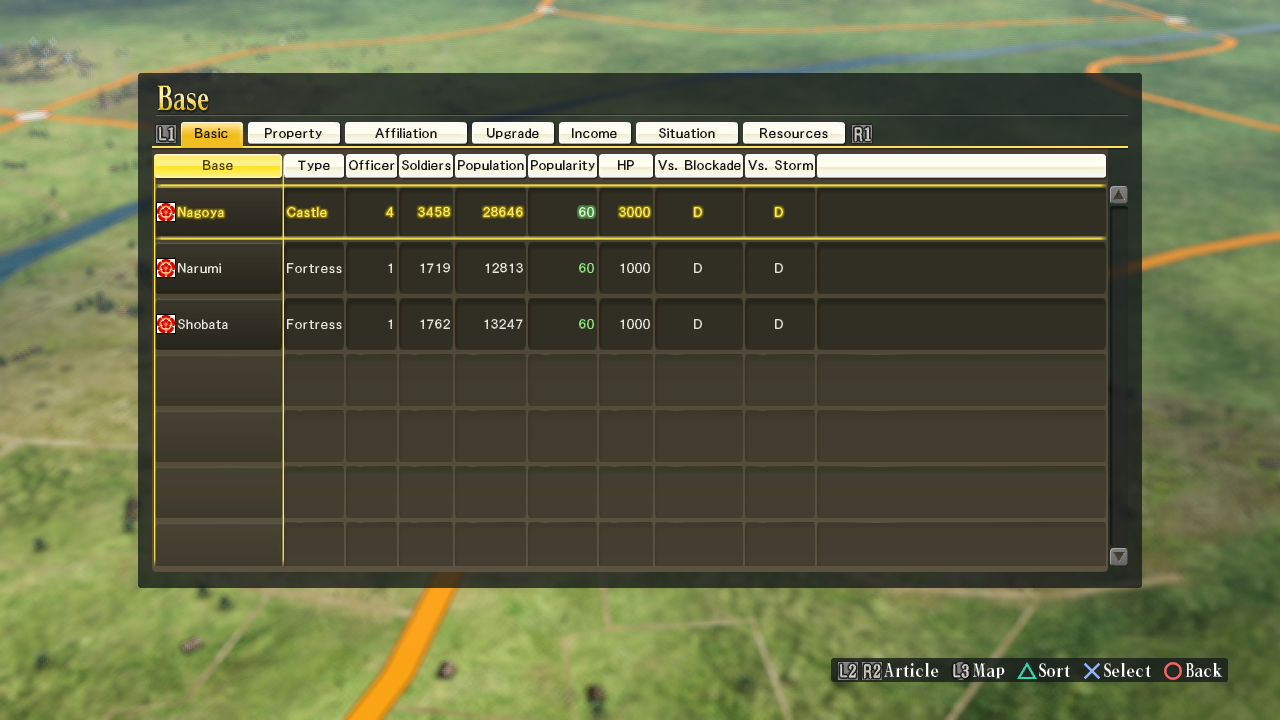 Base
L1 Basic Property Affiliation Upgrade Income Situation Resources R1
Base Type Officer Soldiers Population Popularity HP Vs. Blockade Vs. Storm
Nagoya Castle 4 3458 28646 60 3000 D D
Narumi Fortress 1 1719 12813 60 1000 D D
Shobata Fortress 1 1762 13247 60 1000 D D
L2 R2 Article L3 Map Sort Select Back